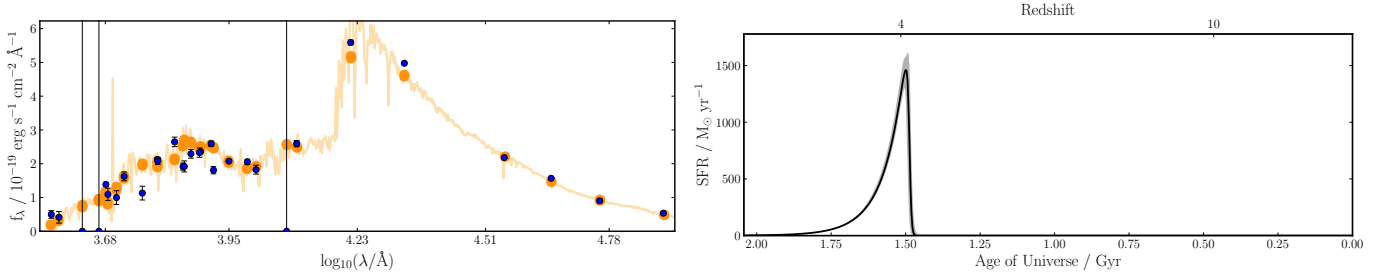 f_λ / 10⁻¹⁹ erg s⁻¹ cm⁻² Å⁻¹
6
5
4
3
2
1
0
3.68 3.95 4.23 4.51 4.78
log₁₀(λ/Å)
Redshift
4 10
SFR / M⊙ yr⁻¹
1500
1000
500
0
2.00 1.75 1.50 1.25 1.00 0.75 0.50 0.25 0.00
Age of Universe / Gyr